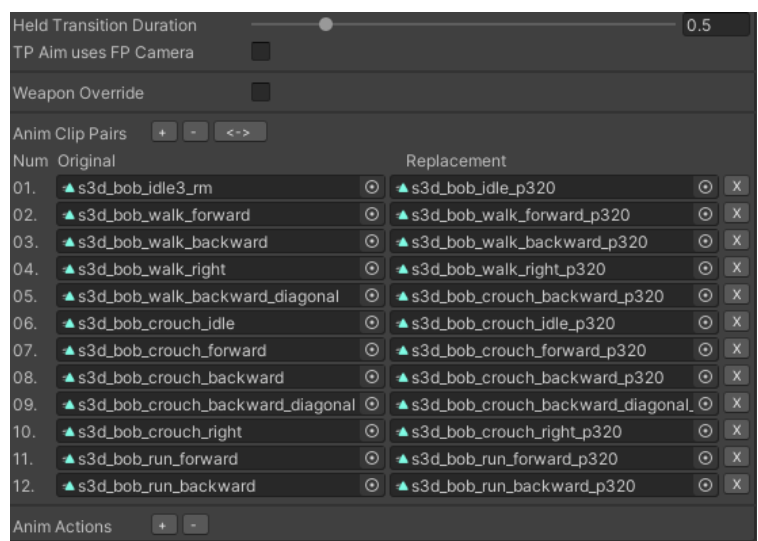 Held Transition Duration 0.5
TP Aim uses FP Camera
Weapon Override
Anim Clip Pairs + - <->
Num Original Replacement
01. s3d_bob_idle3_rm s3d_bob_idle_p320 X
02. s3d_bob_walk_forward s3d_bob_walk_forward_p320 X
03. s3d_bob_walk_backward s3d_bob_walk_backward_p320 X
04. s3d_bob_walk_right s3d_bob_walk_right_p320 X
05. s3d_bob_walk_backward_diagonal s3d_bob_crouch_backward_p320 X
06. s3d_bob_crouch_idle s3d_bob_crouch_idle_p320 X
07. s3d_bob_crouch_forward s3d_bob_crouch_forward_p320 X
08. s3d_bob_crouch_backward s3d_bob_crouch_backward_p320 X
09. s3d_bob_crouch_backward_diagonal s3d_bob_crouch_backward_diagonal_ X
10. s3d_bob_crouch_right s3d_bob_crouch_right_p320 X
11. s3d_bob_run_forward s3d_bob_run_forward_p320 X
12. s3d_bob_run_backward s3d_bob_run_backward_p320 X
Anim Actions + -